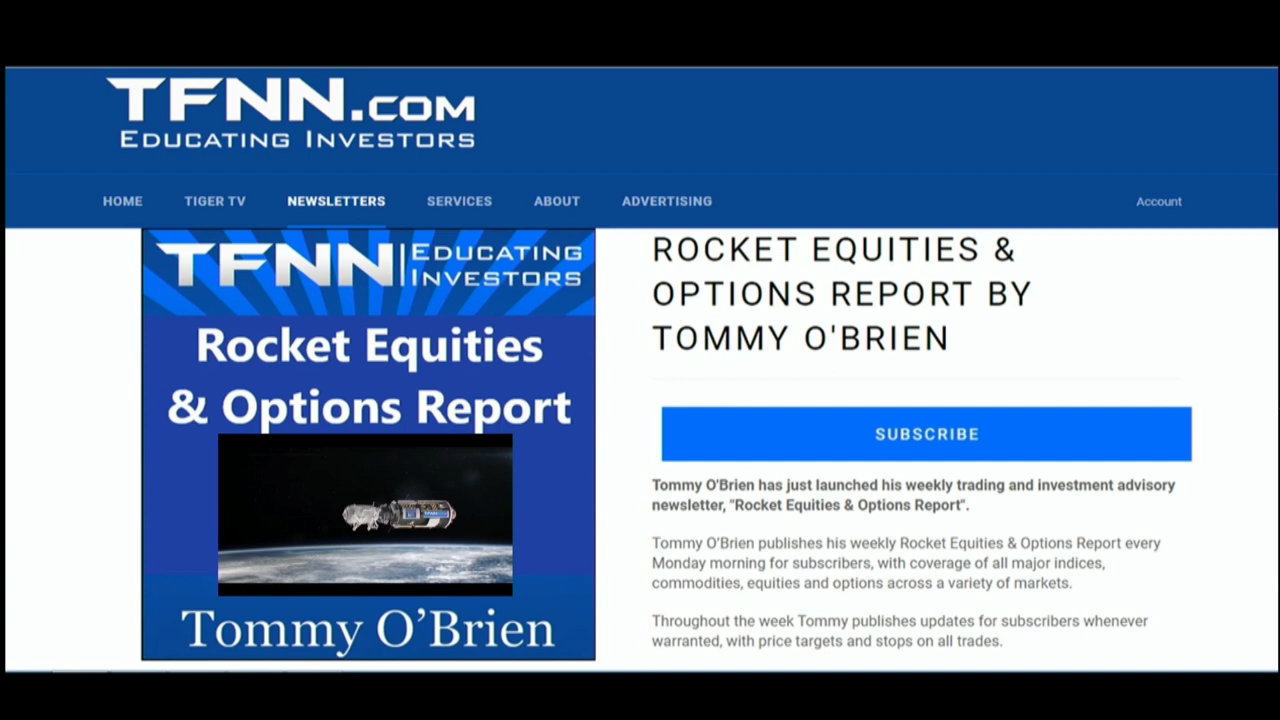 TFNN.COM
EDUCATING INVESTORS
HOME TIGER TV NEWSLETTERS SERVICES ABOUT ADVERTISING Account
TFNN EDUCATING
INVESTORS
Rocket Equities
& Options Report
Tommy O’Brien
ROCKET EQUITIES &
OPTIONS REPORT BY
TOMMY O'BRIEN
SUBSCRIBE
Tommy O'Brien has just launched his weekly trading and investment advisory
newsletter, "Rocket Equities & Options Report".
Tommy O’Brien publishes his weekly Rocket Equities & Options Report every
Monday morning for subscribers, with coverage of all major indices,
commodities, equities and options across a variety of markets.
Throughout the week Tommy publishes updates for subscribers whenever
warranted, with price targets and stops on all trades.